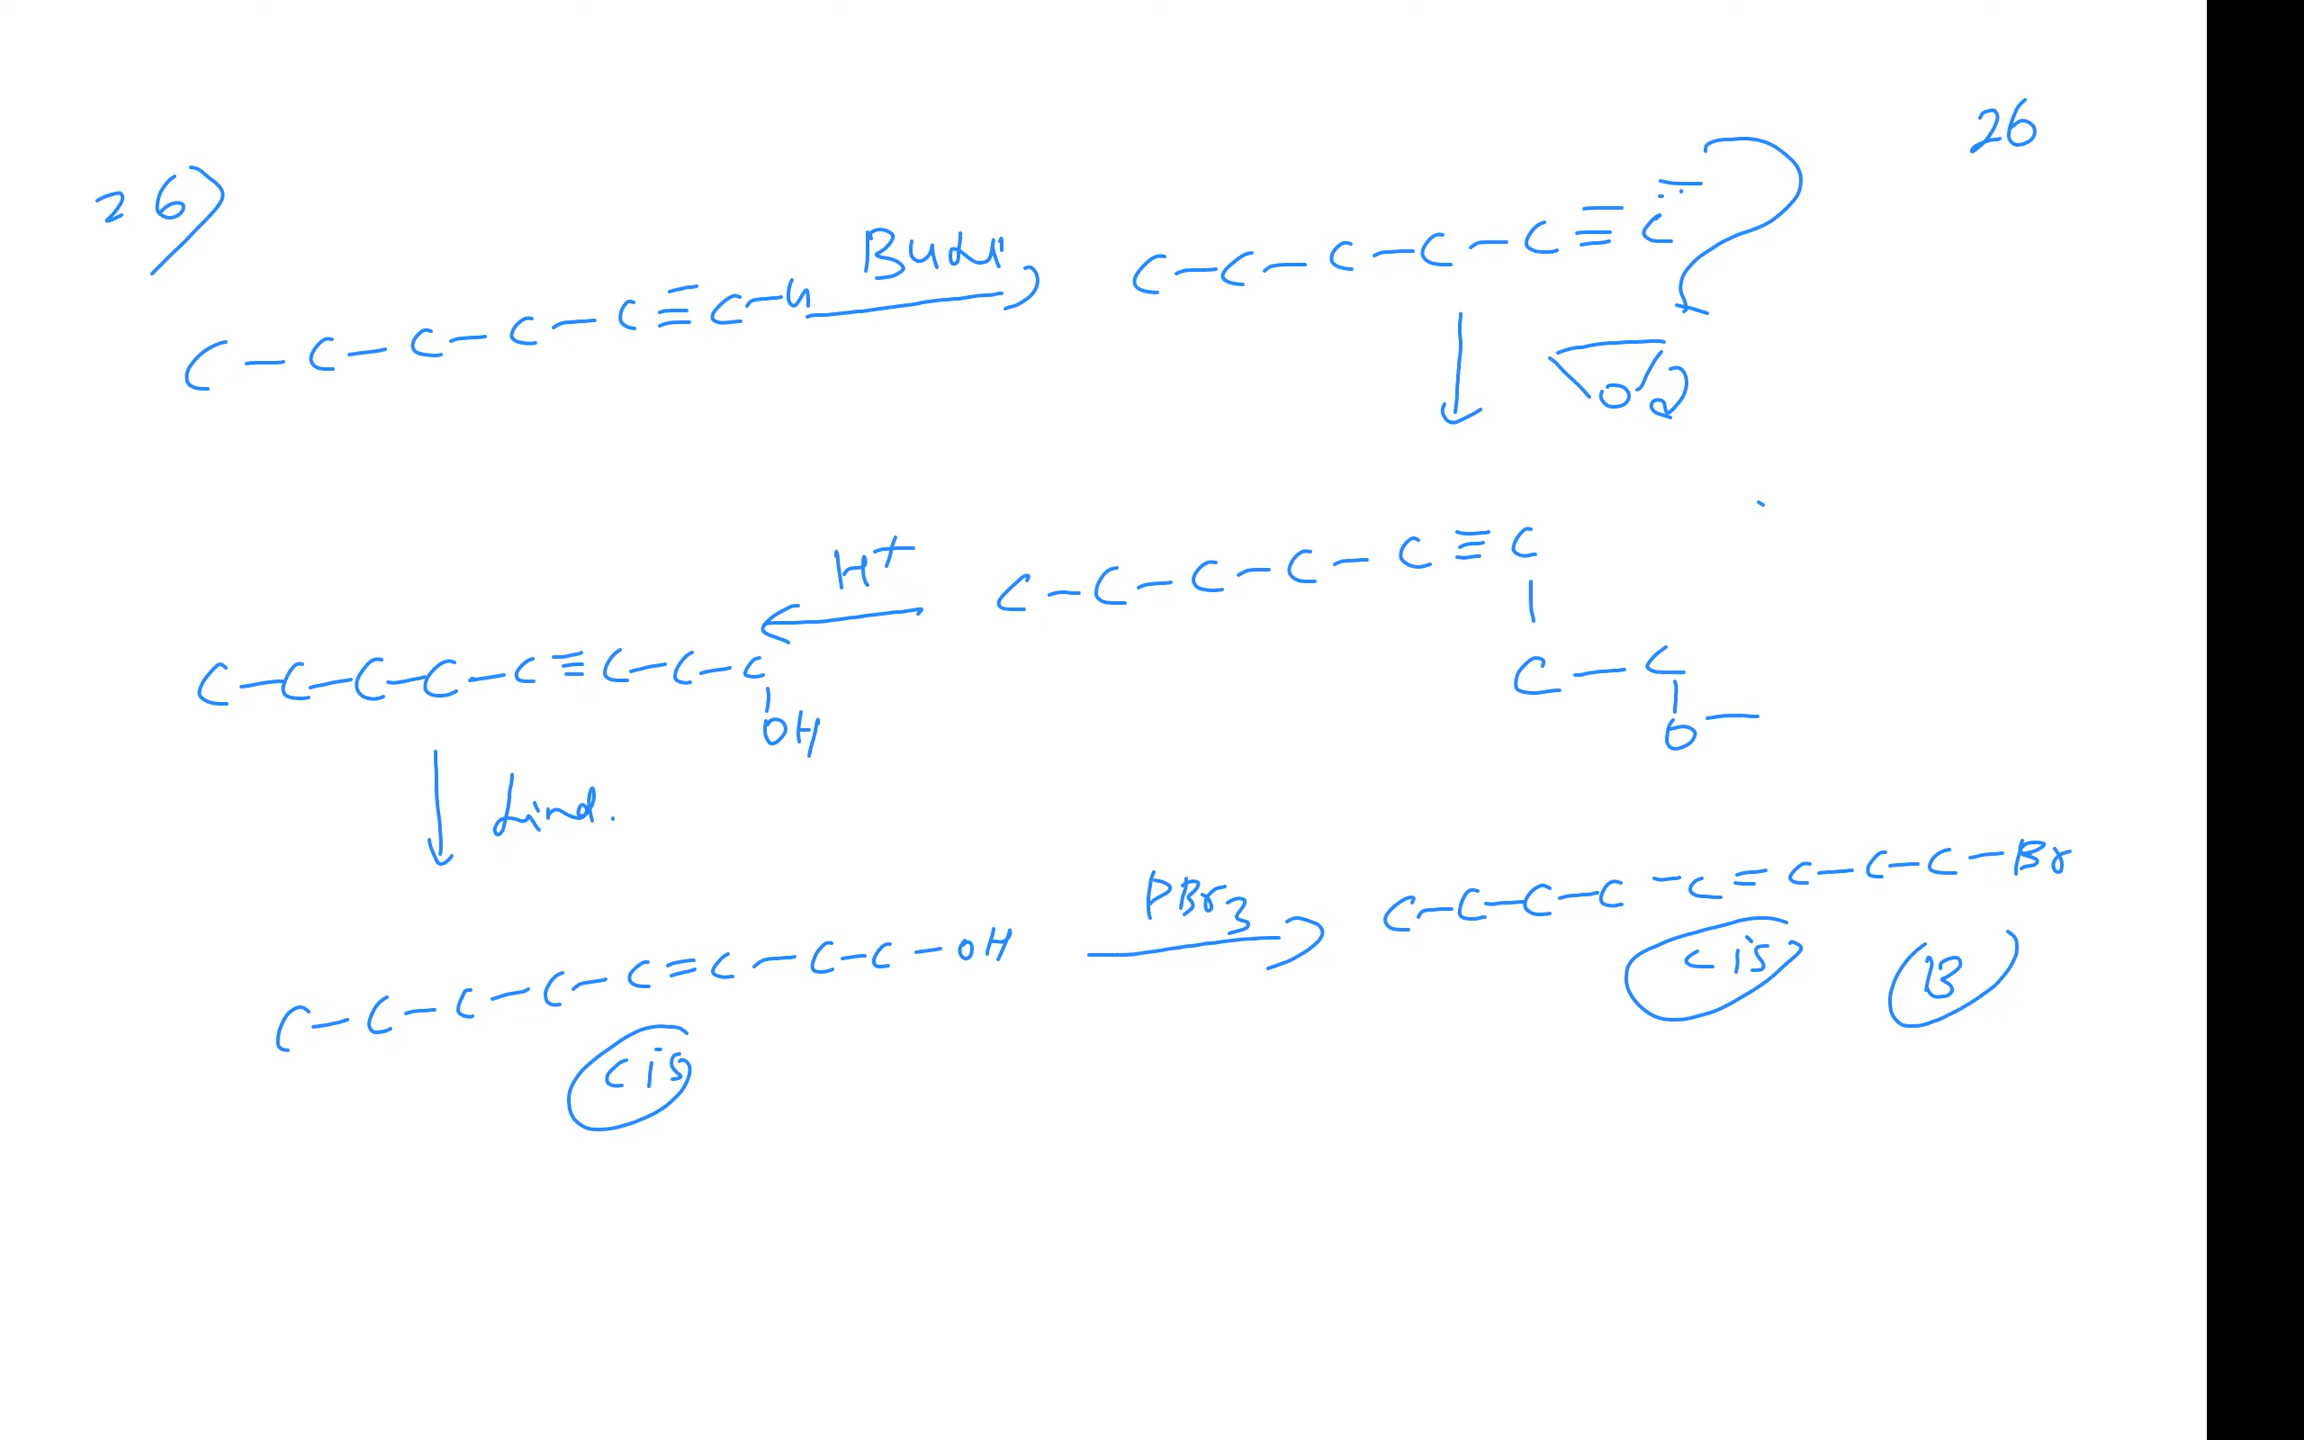 26
26)
C-C-C-C-C≡C-H BuLi C-C-C-C-C≡C:⁻
O
H⁺ C-C-C-C-C≡C
C-C-C-C-C≡C-C-C C-C
OH O⁻
Lind.
C-C-C-C-C=C-C-C-OH PBr₃ C-C-C-C-C=C-C-C-C-Br
cis cis B